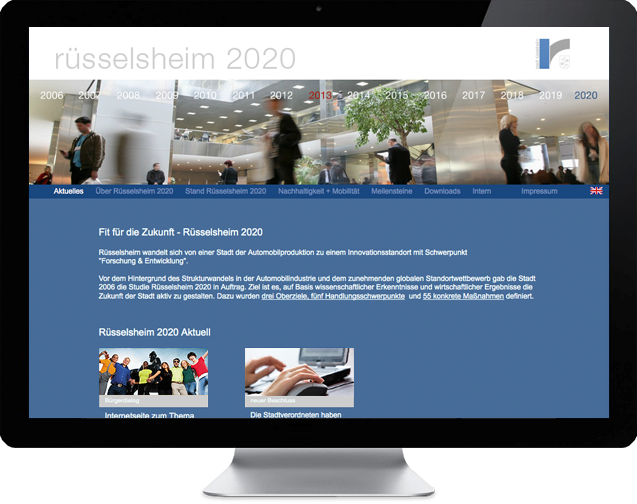 rüsselsheim 2020
2006 2007 2008 2009 2010 2011 2012 2013 2014 2015 2016 2017 2018 2019 2020
Aktuelles Über Rüsselsheim 2020 Stand Rüsselsheim 2020 Nachhaltigkeit + Mobilität Meilensteine Downloads Intern Impressum
Fit für die Zukunft - Rüsselsheim 2020
Rüsselsheim wandelt sich von einer Stadt der Automobilproduktion zu einem Innovationsstandort mit Schwerpunkt
"Forschung & Entwicklung".
Vor dem Hintergrund des Strukturwandels in der Automobilindustrie und dem zunehmenden globalen Standortwettbewerb gab die Stadt
2006 die Studie Rüsselsheim 2020 in Auftrag. Ziel ist es, auf Basis wissenschaftlicher Erkenntnisse und wirtschaftlicher Ergebnisse die
Zukunft der Stadt aktiv zu gestalten. Dazu wurden drei Oberziele, fünf Handlungsschwerpunkte und 55 konkrete Maßnahmen definiert.
Rüsselsheim 2020 Aktuell
Bürgerdialog neuer Beschluss
Internetseite zum Thema Die Stadtverordneten haben